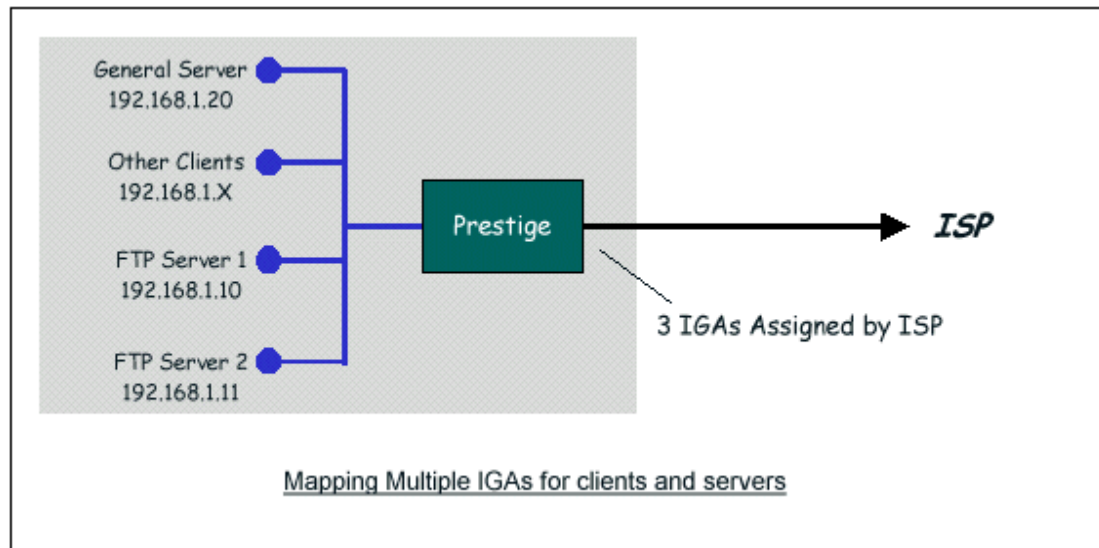 General Server
192.168.1.20
Other Clients
192.168.1.X
FTP Server 1
192.168.1.10
FTP Server 2
192.168.1.11
Prestige
ISP
3 IGAs Assigned by ISP
Mapping Multiple IGAs for clients and servers